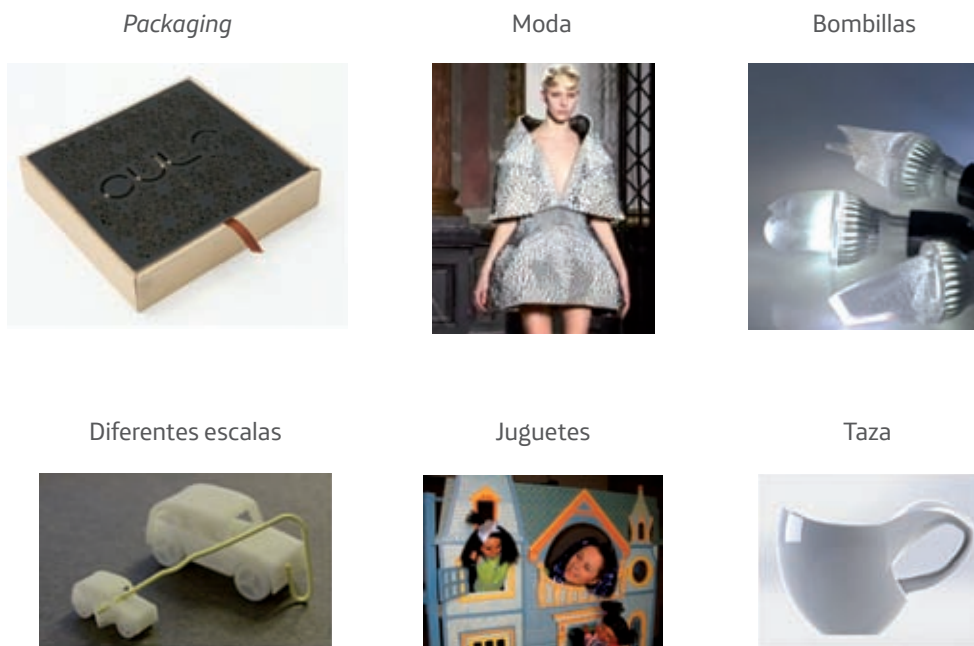 Packaging
Moda
Bombillas
Diferentes escalas
Juguetes
Taza